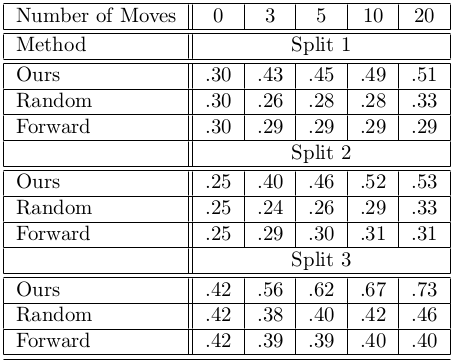 Number of Moves 0 3 5 10 20
Method Split 1
Ours .30 .43 .45 .49 .51
Random .30 .26 .28 .28 .33
Forward .30 .29 .29 .29 .29
Split 2
Ours .25 .40 .46 .52 .53
Random .25 .24 .26 .29 .33
Forward .25 .29 .30 .31 .31
Split 3
Ours .42 .56 .62 .67 .73
Random .42 .38 .40 .42 .46
Forward .42 .39 .39 .40 .40